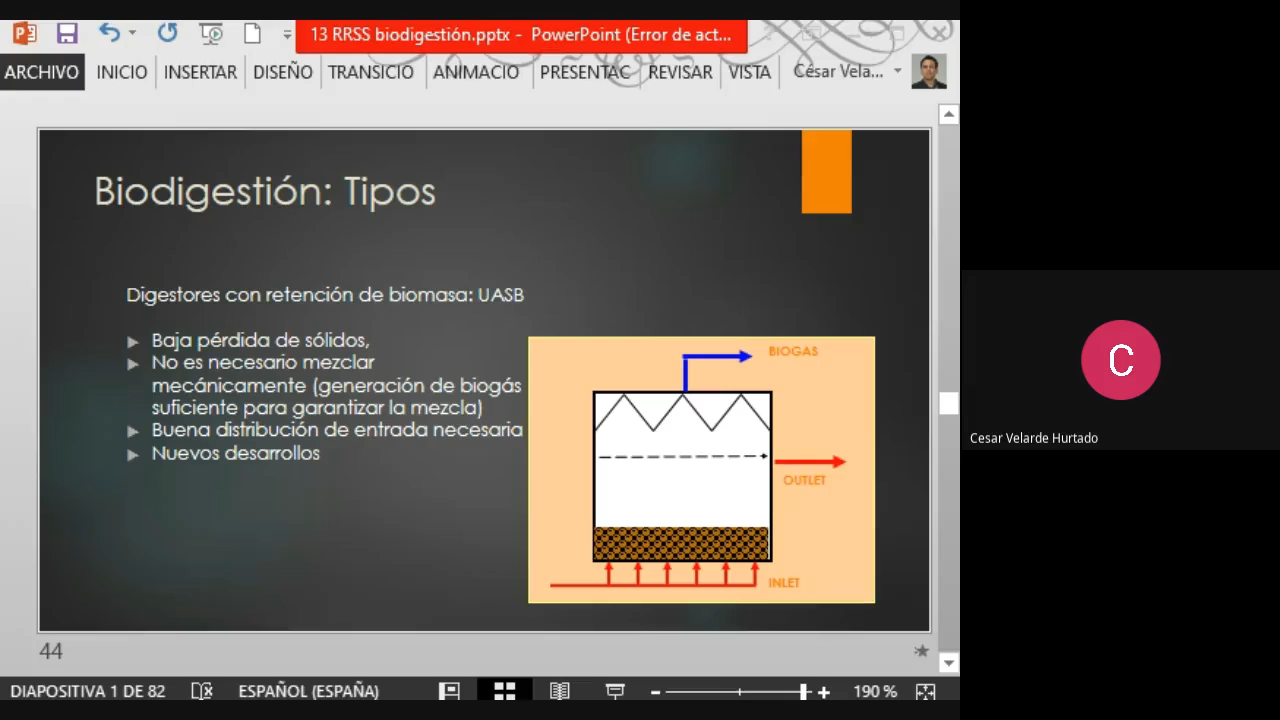 13 RRSS biodigestión.pptx - PowerPoint (Error de act...
ARCHIVO INICIO INSERTAR DISEÑO TRANSICIO ANIMACIO PRESENTAC REVISAR VISTA César Vela...
Biodigestión: Tipos
Digestores con retención de biomasa: UASB
Baja pérdida de sólidos,
No es necesario mezclar
mecánicamente (generación de biogás
suficiente para garantizar la mezcla)
Buena distribución de entrada necesaria
Nuevos desarrollos
BIOGAS
OUTLET
INLET
44
DIAPOSITIVA 1 DE 82 ESPAÑOL (ESPAÑA) 190 %
C
Cesar Velarde Hurtado